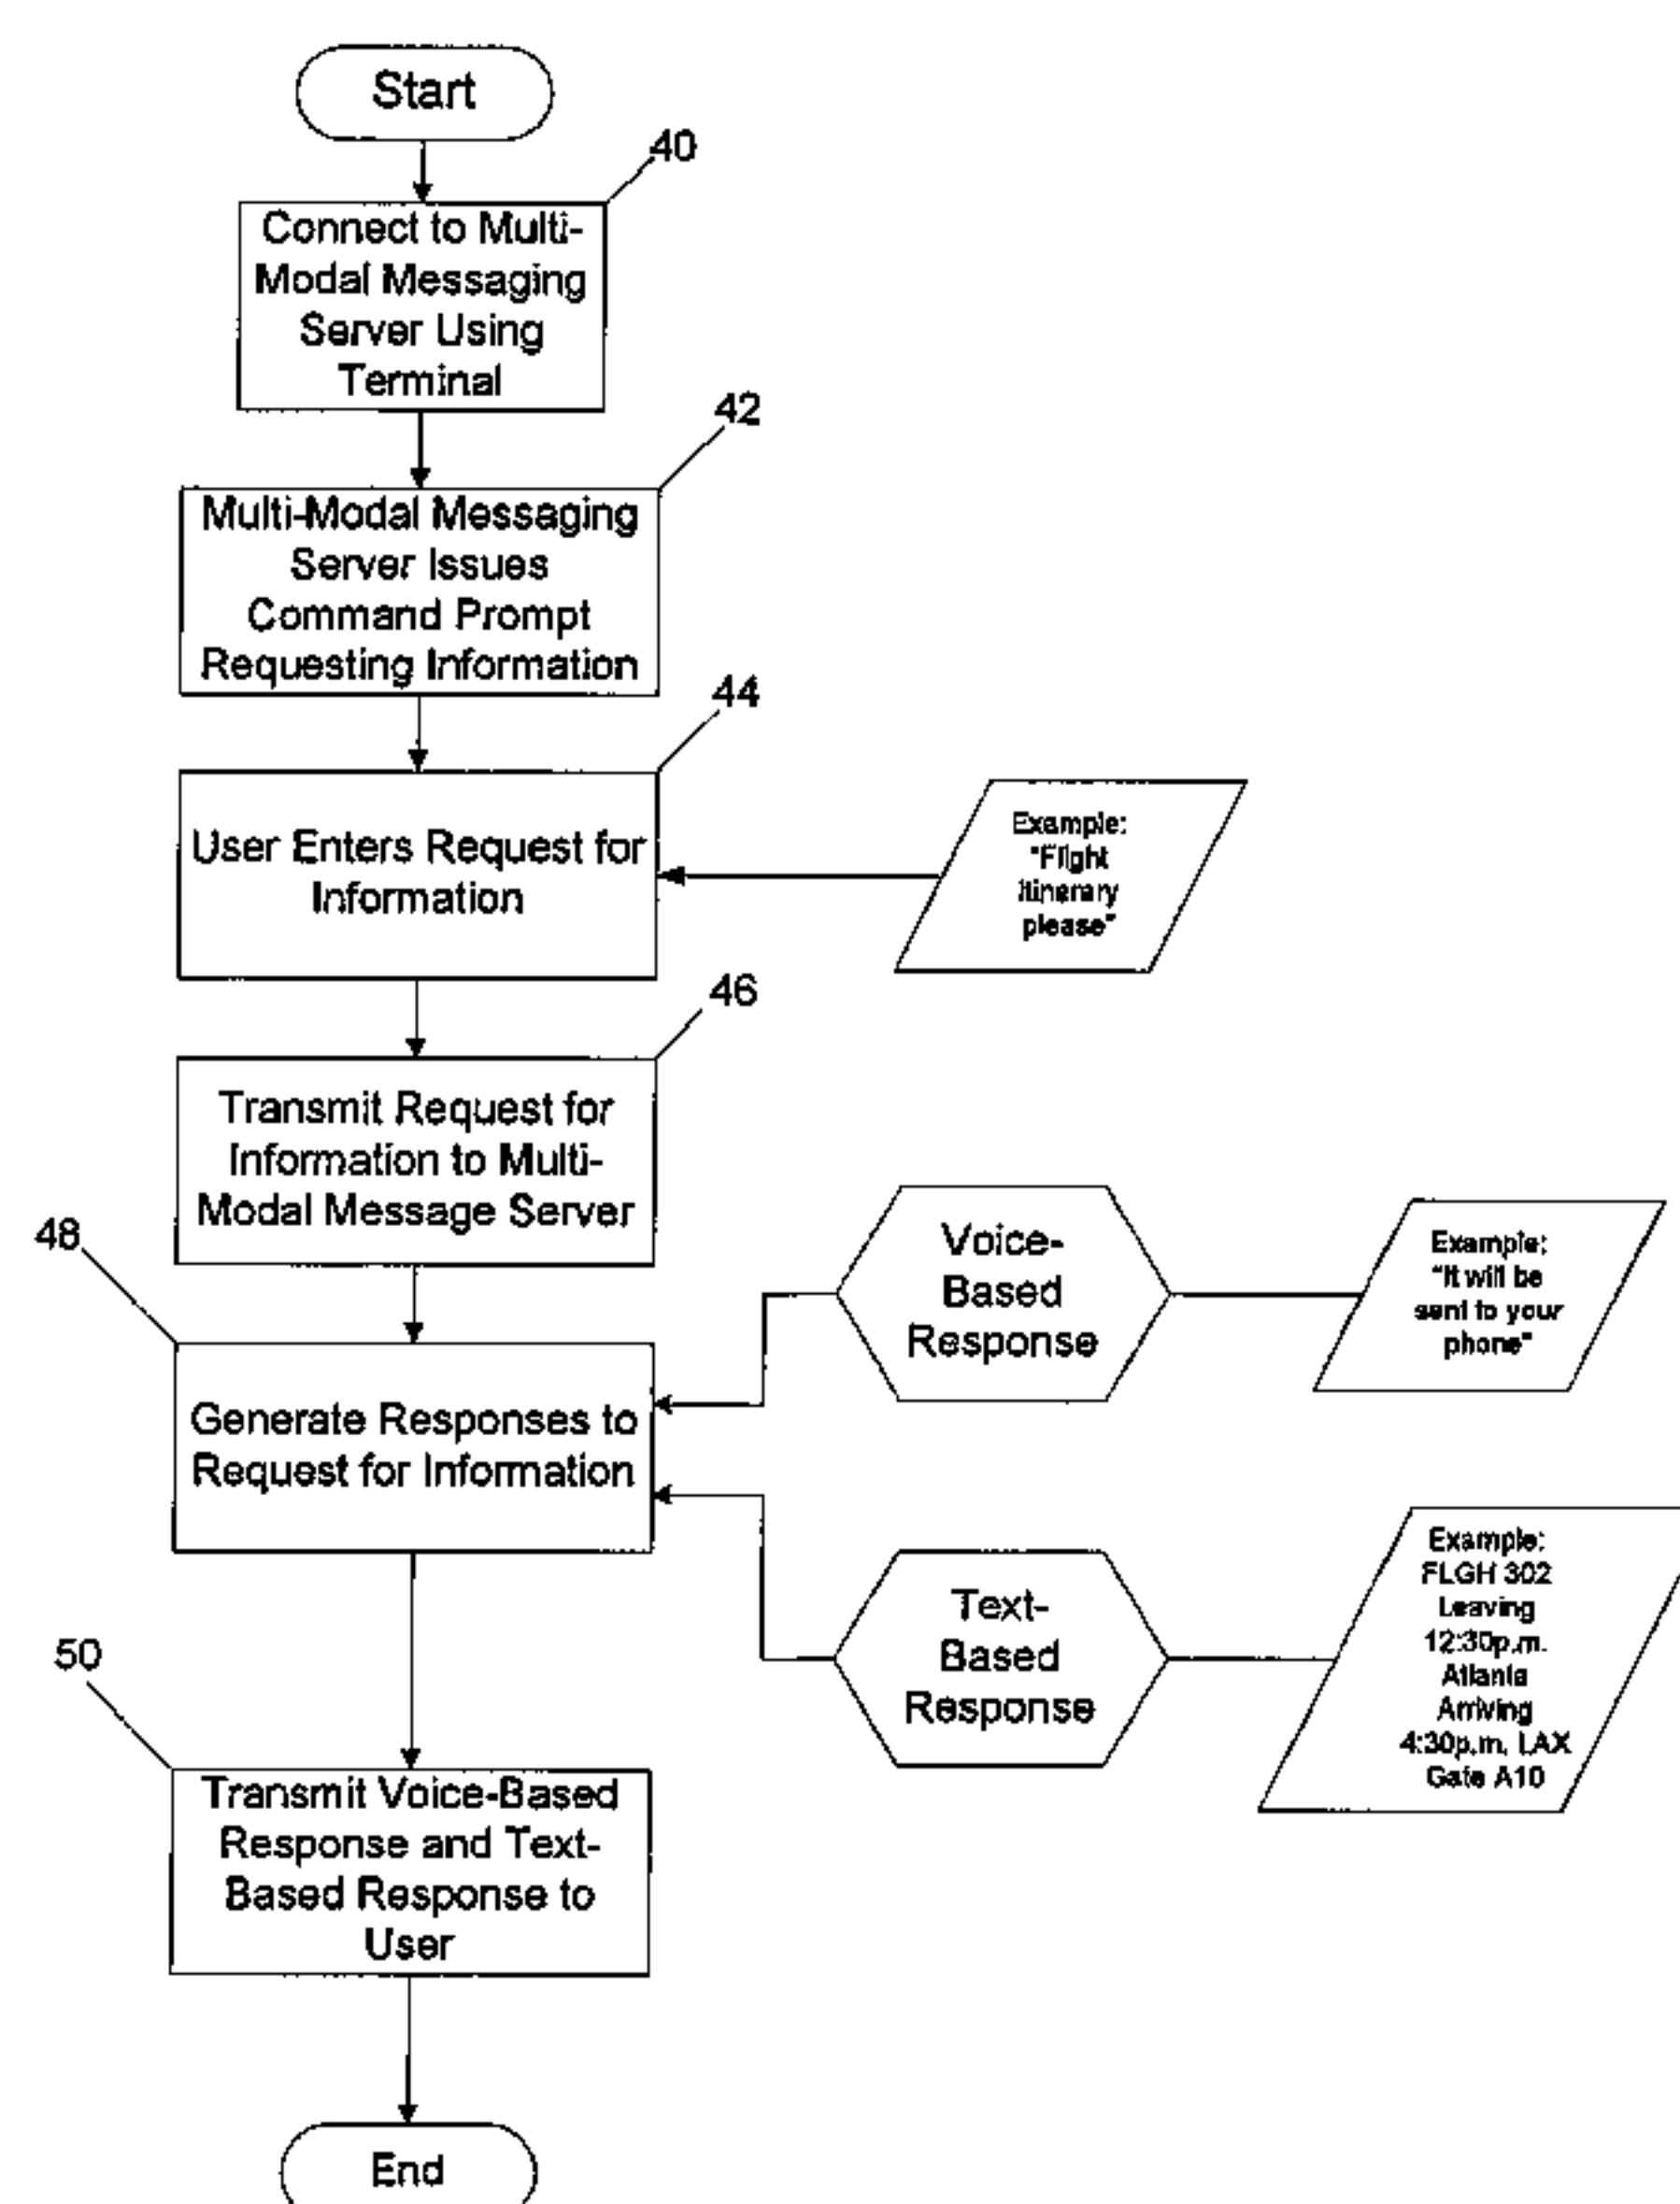 Start
40
Connect to Multi-
Modal Messaging
Server Using
Terminal
42
Multi-Modal Messaging
Server Issues
Command Prompt
Requesting Information
44
User Enters Request for
Information
Example:
"Flight
itinerary
please"
46
Transmit Request for
Information to Multi-
Modal Message Server
48
Generate Responses to
Request for Information
Voice-
Based
Response
Example:
"It will be
sent to your
phone"
Text-
Based
Response
Example:
FLGH 302
Leaving
12:30p.m.
Atlanta
Arriving
4:30p.m. LAX
Gate A10
50
Transmit Voice-Based
Response and Text-
Based Response to
User
End